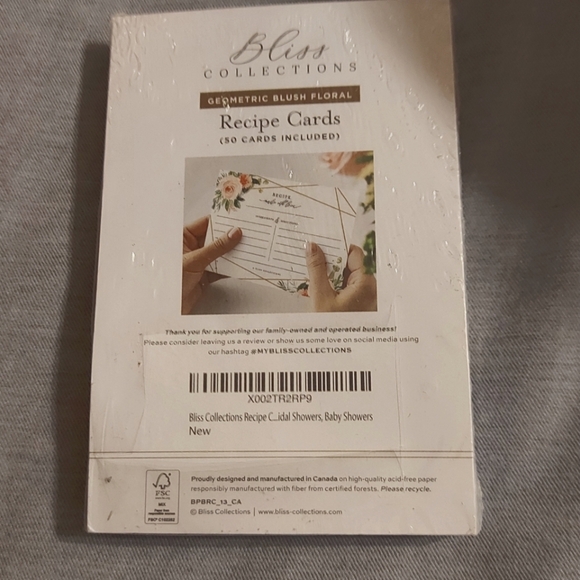 Bliss
COLLECTIONS
GEOMETRIC BLUSH FLORAL
Recipe Cards
(50 CARDS INCLUDED)
RECIPE
Thank you for supporting our family-owned and operated business!
Please consider leaving us a review or show us some love on social media using
our hashtag @MYBLISSCOLLECTIONS
X002TR2RP9
Bliss Collections Recipe C...idal Showers, Baby Showers
New
FSC
Proudly designed and manufactured in Canada on high-quality acid-free paper
responsibly manufactured with fiber from certified forests. Please recycle.
BPBRC_13_CA
© Bliss Collections | www.bliss-collections.com